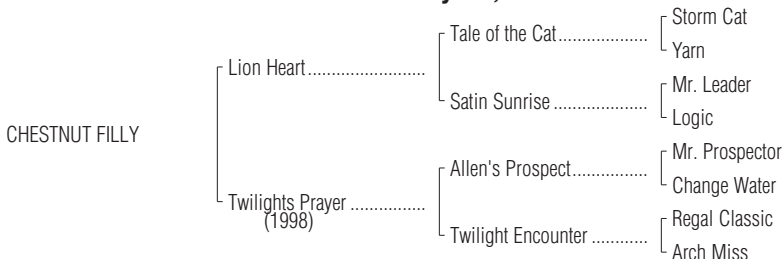 Storm Cat
Tale of the Cat...................
Yarn
Lion Heart.........................
Mr. Leader
Satin Sunrise ....................
Logic
CHESTNUT FILLY
Mr. Prospector
Allen's Prospect................
Change Water
Twilights Prayer ................
(1998)
Regal Classic
Twilight Encounter ............
Arch Miss